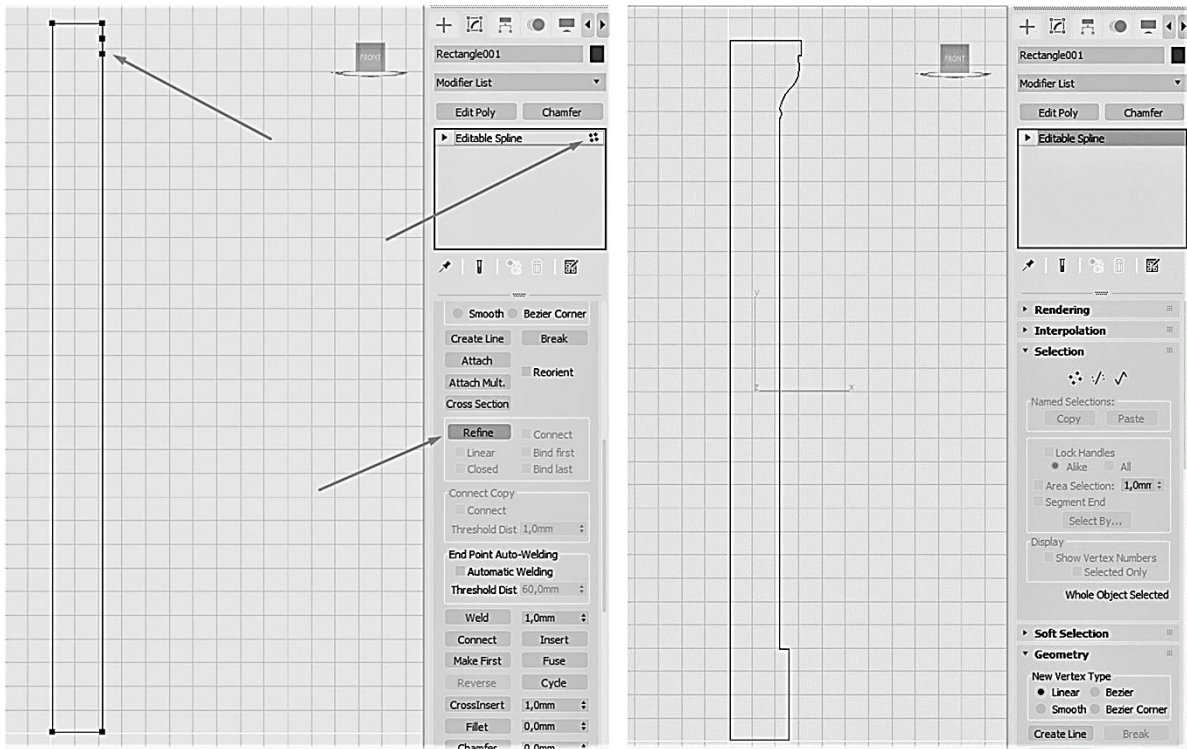 FRONT
Rectangle001
Modifier List
Edit Poly Chamfer
Editable Spline
Smooth Bezier Corner
Create Line Break
Attach
Reorient
Attach Mult.
Cross Section
Refine Connect
Linear Bind first
Closed Bind last
Connect Copy
Connect
Threshold Dist 1,0mm
End Point Auto-Welding
Automatic Welding
Threshold Dist 60,0mm
Weld 1,0mm
Connect Insert
Make First Fuse
Reverse Cycle
CrossInsert 1,0mm
Fillet 0,0mm
Chamfer 0,0mm
FRONT
y
z
x
Rectangle001
Modifier List
Edit Poly Chamfer
Editable Spline
Rendering
Interpolation
Selection
Named Selections:
Copy Paste
Lock Handles
Alike All
Area Selection: 1,0mm
Segment End
Select By...
Display
Show Vertex Numbers
Selected Only
Whole Object Selected
Soft Selection
Geometry
New Vertex Type
Linear Bezier
Smooth Bezier Corner
Create Line Break